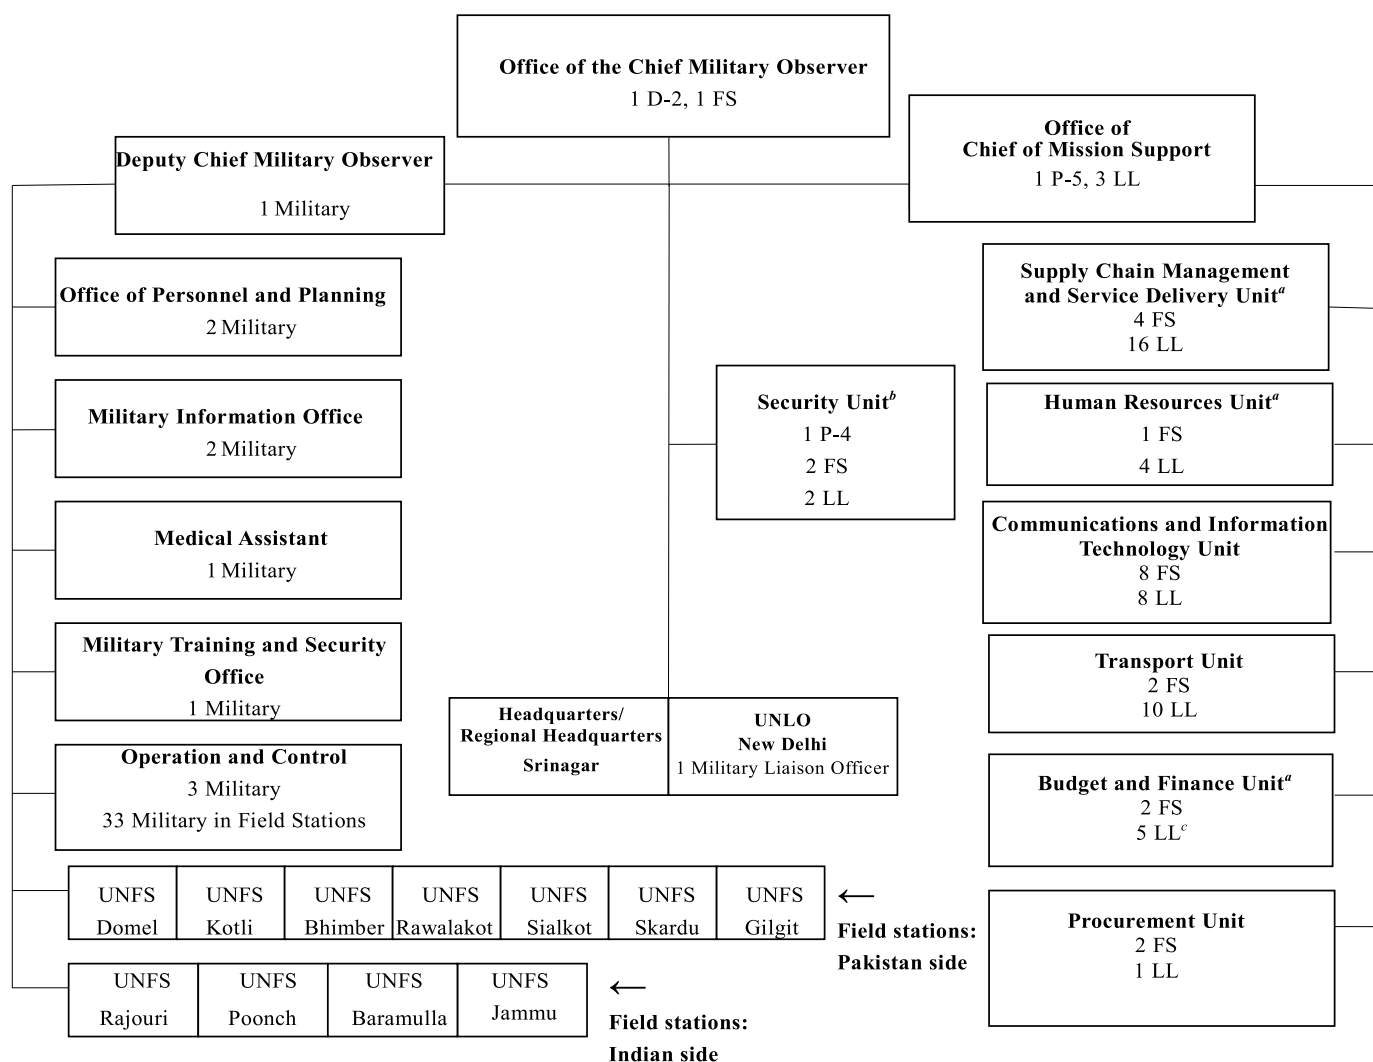 Office of the Chief Military Observer
1 D-2, 1 FS
Deputy Chief Military Observer
1 Military
Office of
Chief of Mission Support
1 P-5, 3 LL
Office of Personnel and Planning
2 Military
Military Information Office
2 Military
Medical Assistant
1 Military
Military Training and Security
Office
1 Military
Operation and Control
3 Military
33 Military in Field Stations
Security Unitᵇ
1 P-4
2 FS
2 LL
Headquarters/
Regional Headquarters
Srinagar
UNLO
New Delhi
1 Military Liaison Officer
Supply Chain Management
and Service Delivery Unitᵃ
4 FS
16 LL
Human Resources Unitᵃ
1 FS
4 LL
Communications and Information
Technology Unit
8 FS
8 LL
Transport Unit
2 FS
10 LL
Budget and Finance Unitᵃ
2 FS
5 LLᶜ
Procurement Unit
2 FS
1 LL
UNFS
Domel
UNFS
Kotli
UNFS
Bhimber
UNFS
Rawalakot
UNFS
Sialkot
UNFS
Skardu
UNFS
Gilgit
←
Field stations:
Pakistan side
UNFS
Rajouri
UNFS
Poonch
UNFS
Baramulla
UNFS
Jammu
←
Field stations:
Indian side